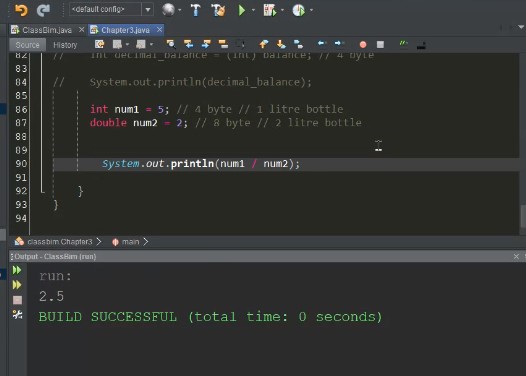 <default config>
ClassBim.java
Chapter3.java
Source History
82 // int decimal_balance = (int) balance; // 4 byte
83
84 // System.out.println(decimal_balance);
85
86 int num1 = 5; // 4 byte // 1 litre bottle
87 double num2 = 2; // 8 byte // 2 litre bottle
88
89
90 System.out.println(num1 / num2);
91
92 }
93 }
94
classbim.Chapter3 > main >
Output - ClassBim (run)
run:
2.5
BUILD SUCCESSFUL (total time: 0 seconds)